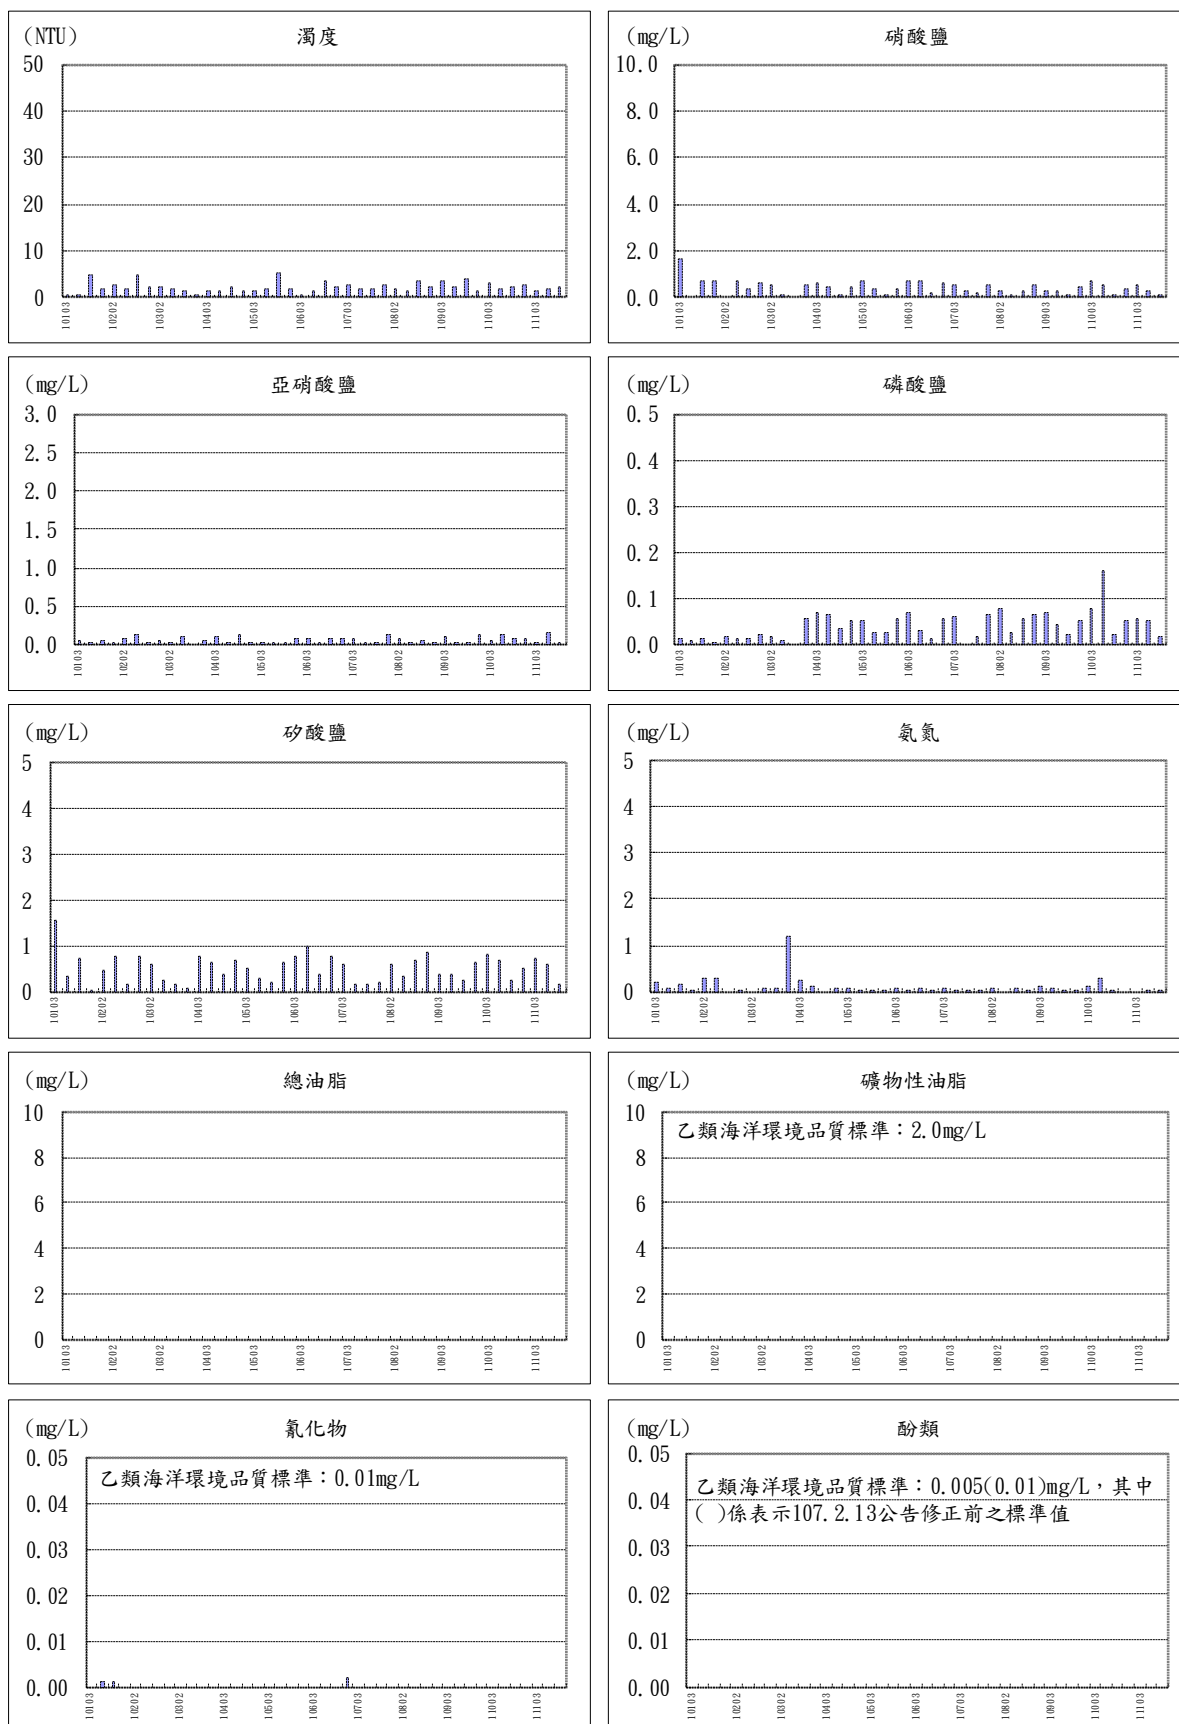 (NTU) 濁度
50
40
30
20
10
0
10103 10202 10302 10403 10503 10603 10703 10802 10903 11003 11103
(mg/L) 硝酸鹽
10.0
8.0
6.0
4.0
2.0
0.0
10103 10202 10302 10403 10503 10603 10703 10802 10903 11003 11103
(mg/L) 亞硝酸鹽
3.0
2.5
2.0
1.5
1.0
0.5
0.0
10103 10202 10302 10403 10503 10603 10703 10802 10903 11003 11103
(mg/L) 磷酸鹽
0.5
0.4
0.3
0.2
0.1
0.0
10103 10202 10302 10403 10503 10603 10703 10802 10903 11003 11103
(mg/L) 矽酸鹽
5
4
3
2
1
0
10103 10202 10302 10403 10503 10603 10703 10802 10903 11003 11103
(mg/L) 氨氮
5
4
3
2
1
0
10103 10202 10302 10403 10503 10603 10703 10802 10903 11003 11103
(mg/L) 總油脂
10
8
6
4
2
0
10103 10202 10302 10403 10503 10603 10703 10802 10903 11003 11103
(mg/L) 礦物性油脂
10
乙類海洋環境品質標準：2.0mg/L
8
6
4
2
0
10103 10202 10302 10403 10503 10603 10703 10802 10903 11003 11103
(mg/L) 氰化物
0.05
乙類海洋環境品質標準：0.01mg/L
0.04
0.03
0.02
0.01
0.00
10103 10202 10302 10403 10503 10603 10703 10802 10903 11003 11103
(mg/L) 酚類
0.05
乙類海洋環境品質標準：0.005(0.01)mg/L，其中
( )係表示107.2.13公告修正前之標準值
0.04
0.03
0.02
0.01
0.00
10103 10202 10302 10403 10503 10603 10703 10802 10903 11003 11103